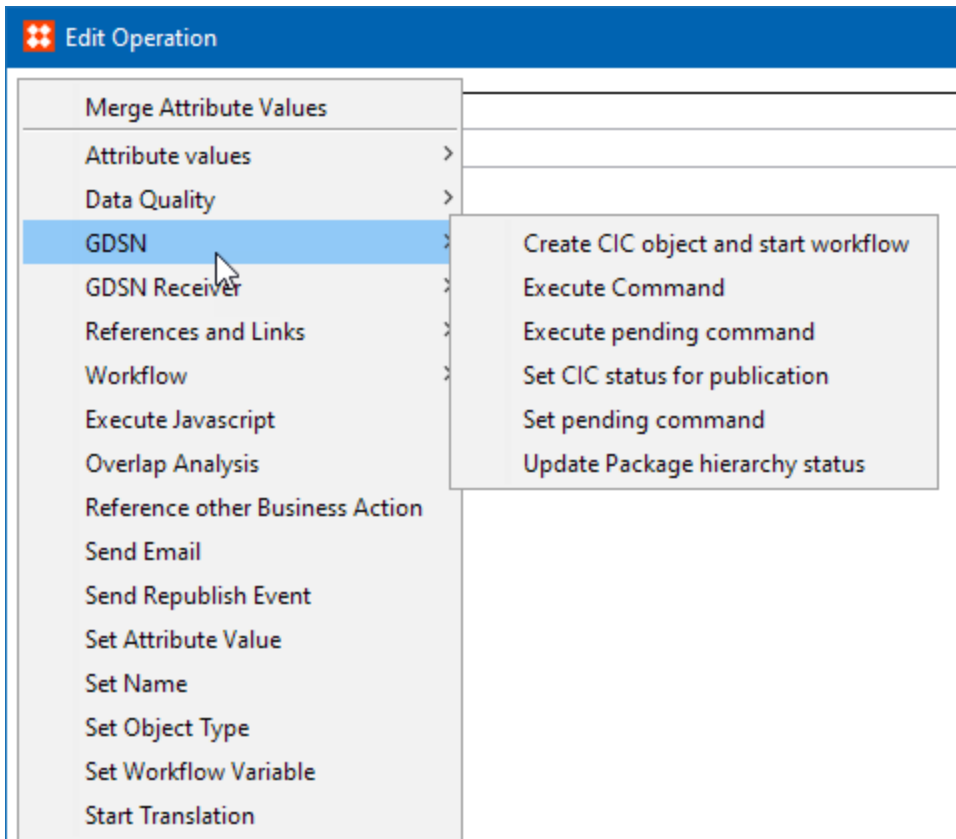 Edit Operation
Merge Attribute Values
Attribute values
Data Quality
GDSN
GDSN Receiver
References and Links
Workflow
Execute Javascript
Overlap Analysis
Reference other Business Action
Send Email
Send Republish Event
Set Attribute Value
Set Name
Set Object Type
Set Workflow Variable
Start Translation
Create CIC object and start workflow
Execute Command
Execute pending command
Set CIC status for publication
Set pending command
Update Package hierarchy status